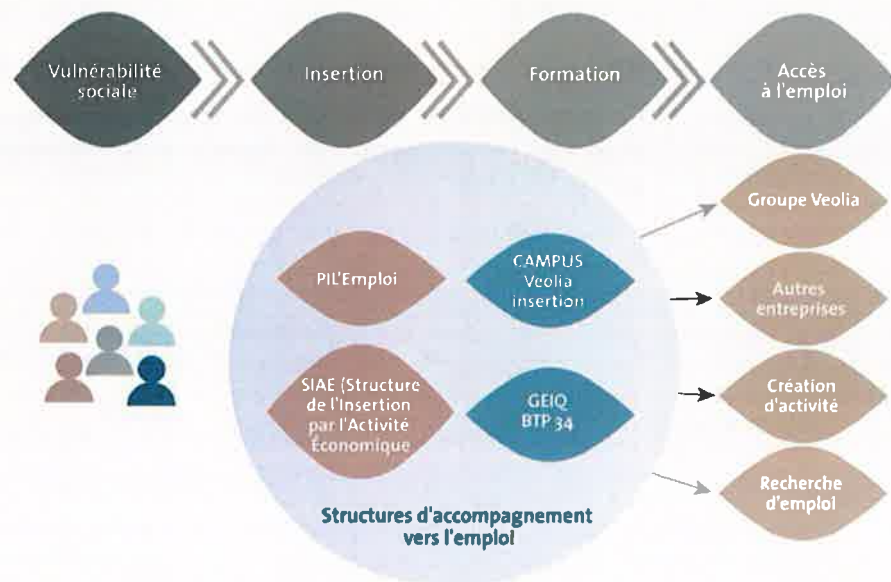 Vulnérabilité
sociale
Insertion
Formation
Accès
à l'emploi
Groupe Veolia
PIL'Emploi
CAMPUS
Veolia
insertion
Autres
entreprises
SIAE (Structure
de l'Insertion
par l'Activité
Économique
GEIQ
BTP 34
Création
d'activité
Recherche
d'emploi
Structures d'accompagnement
vers l'emploi